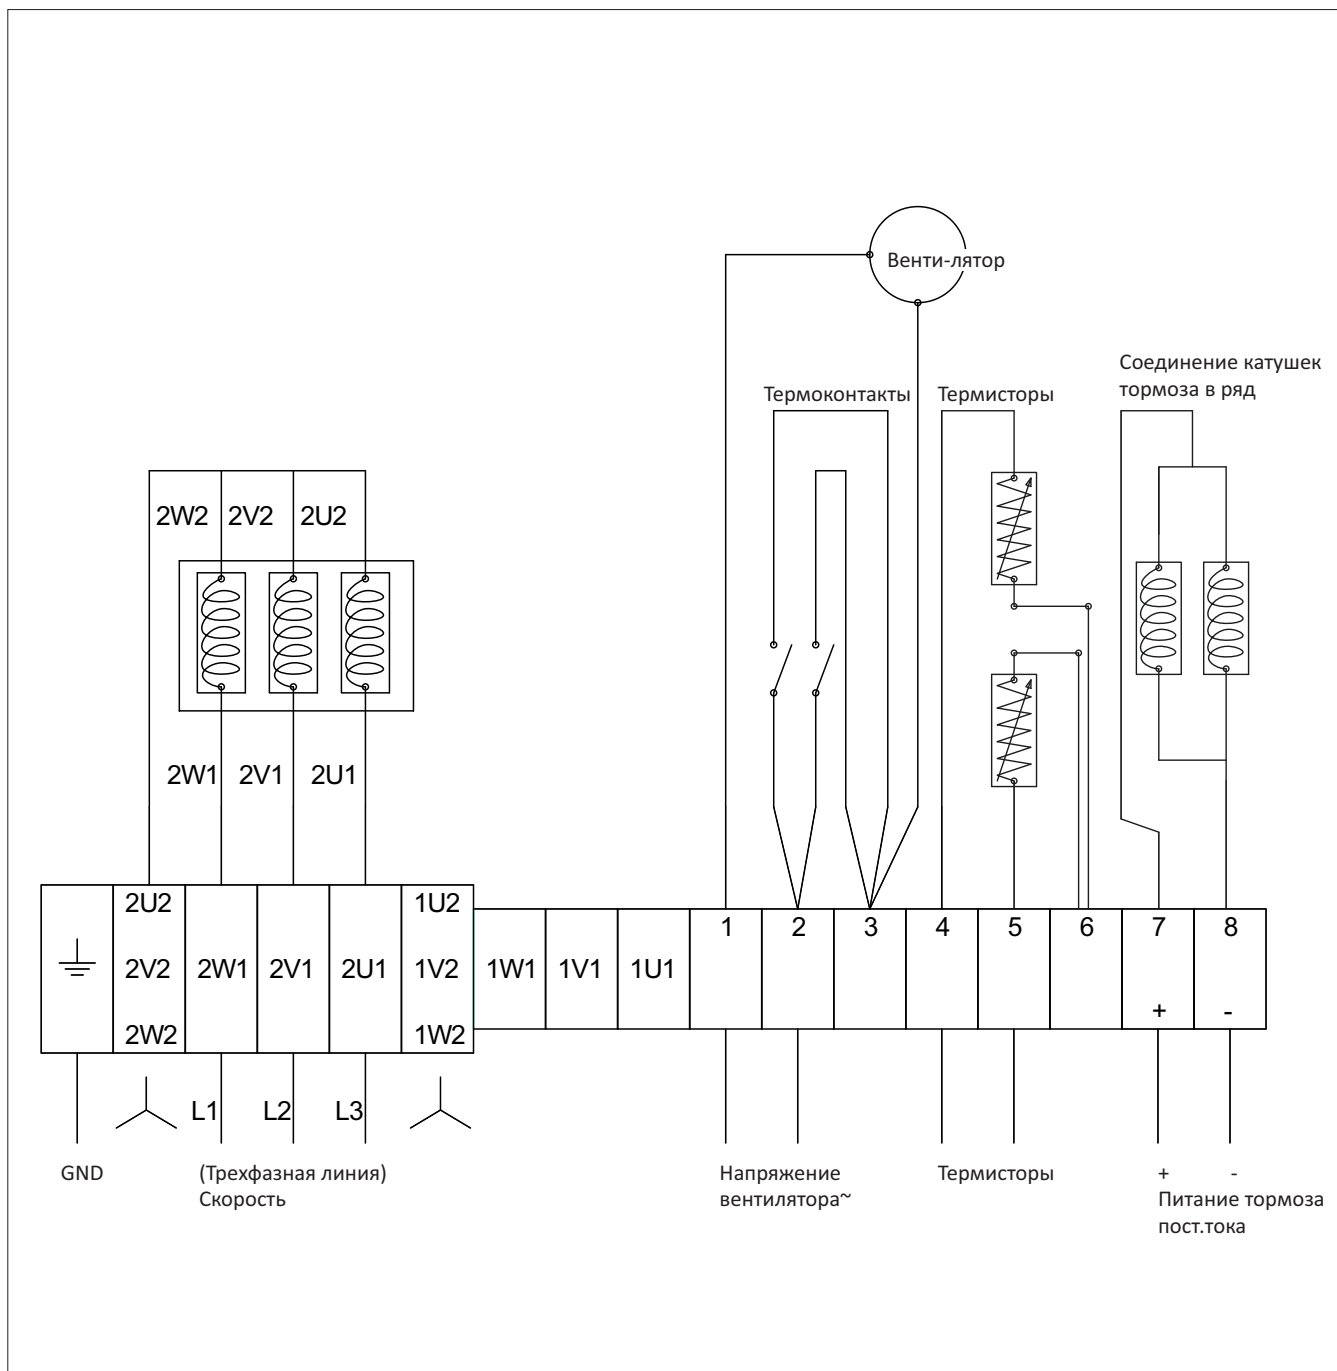 Венти-лятор
Соединение катушек
тормоза в ряд
Термоконтакты
Термисторы
2W2 2V2 2U2
2W1 2V1 2U1
2U2 1U2
1 2 3 4 5 6 7 8
2V2 2W1 2V1 2U1 1V2 1W1 1V1 1U1
+ -
2W2 1W2
L1 L2 L3
GND
(Трехфазная линия)
Скорость
Напряжение
вентилятора~
Термисторы
+ -
Питание тормоза
пост.тока